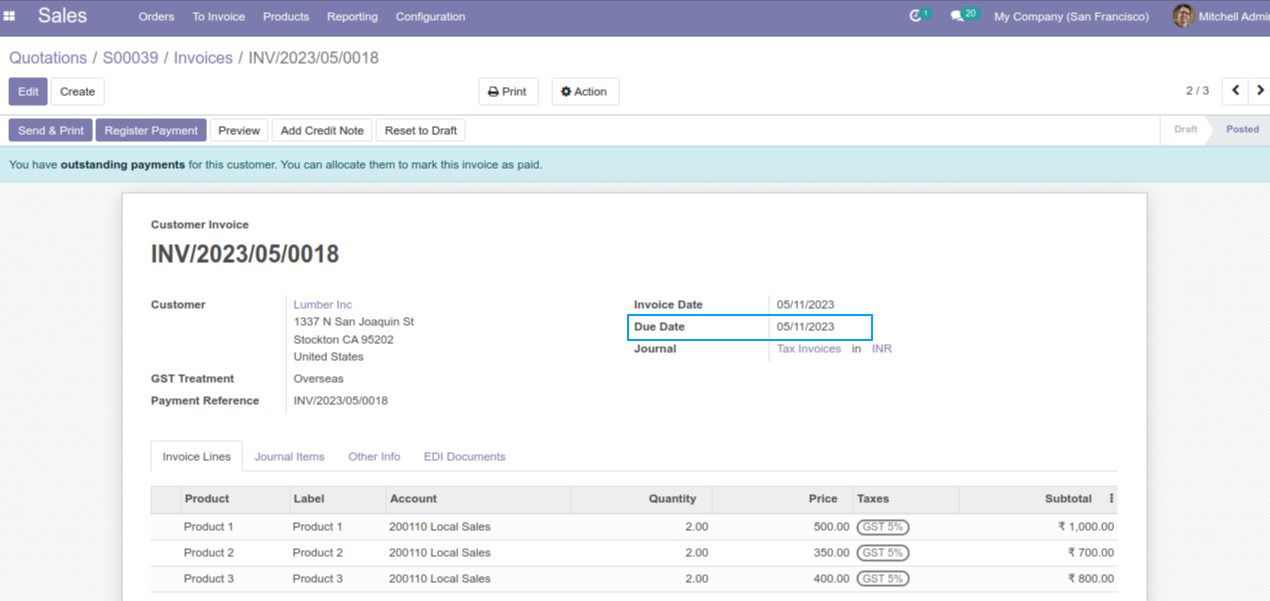 Sales Orders To Invoice Products Reporting Configuration 1 20 My Company (San Francisco) Mitchell Admin
Quotations / S00039 / Invoices / INV/2023/05/0018
Edit Create Print Action 2 / 3
Send & Print Register Payment Preview Add Credit Note Reset to Draft Draft Posted
You have outstanding payments for this customer. You can allocate them to mark this invoice as paid.
Customer Invoice
INV/2023/05/0018
Customer Lumber Inc Invoice Date 05/11/2023
1337 N San Joaquin St
Due Date 05/11/2023
Stockton CA 95202
Journal Tax Invoices in INR
United States
GST Treatment Overseas
Payment Reference INV/2023/05/0018
Invoice Lines Journal Items Other Info EDI Documents
Product Label Account Quantity Price Taxes Subtotal
Product 1 Product 1 200110 Local Sales 2.00 500.00 GST 5% ₹ 1,000.00
Product 2 Product 2 200110 Local Sales 2.00 350.00 GST 5% ₹ 700.00
Product 3 Product 3 200110 Local Sales 2.00 400.00 GST 5% ₹ 800.00